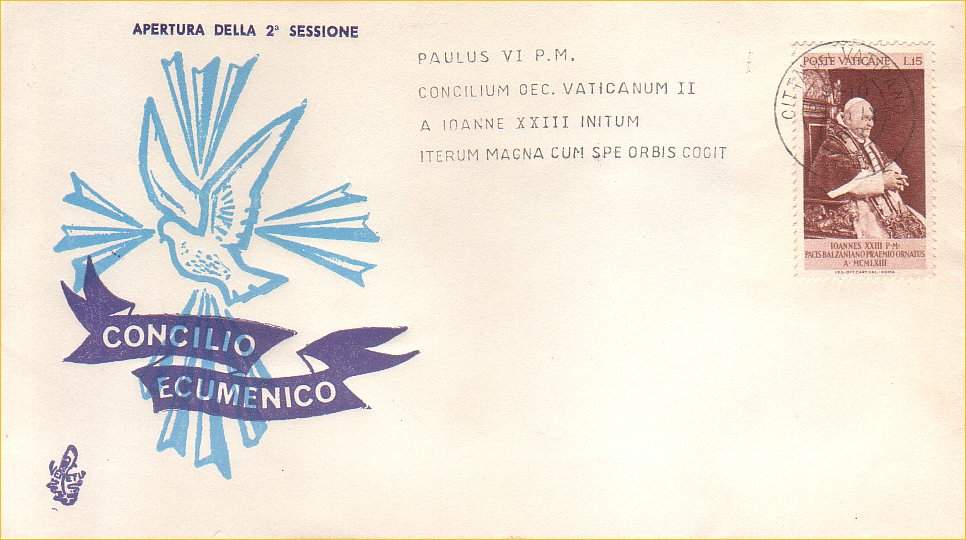 APERTURA DELLA 2ª SESSIONE
PAULUS VI P.M.
CONCILIUM OEC. VATICANUM II
A IOANNE XXIII INITUM
ITERUM MAGNA CUM SPE ORBIS COGIT
POSTE VATICANE L.15
IOANNES XXIII P·M·
PACIS BALZANIANO PRAEMIO ORNATUS
A· MCMLXIII
CONCILIO
ECUMENICO